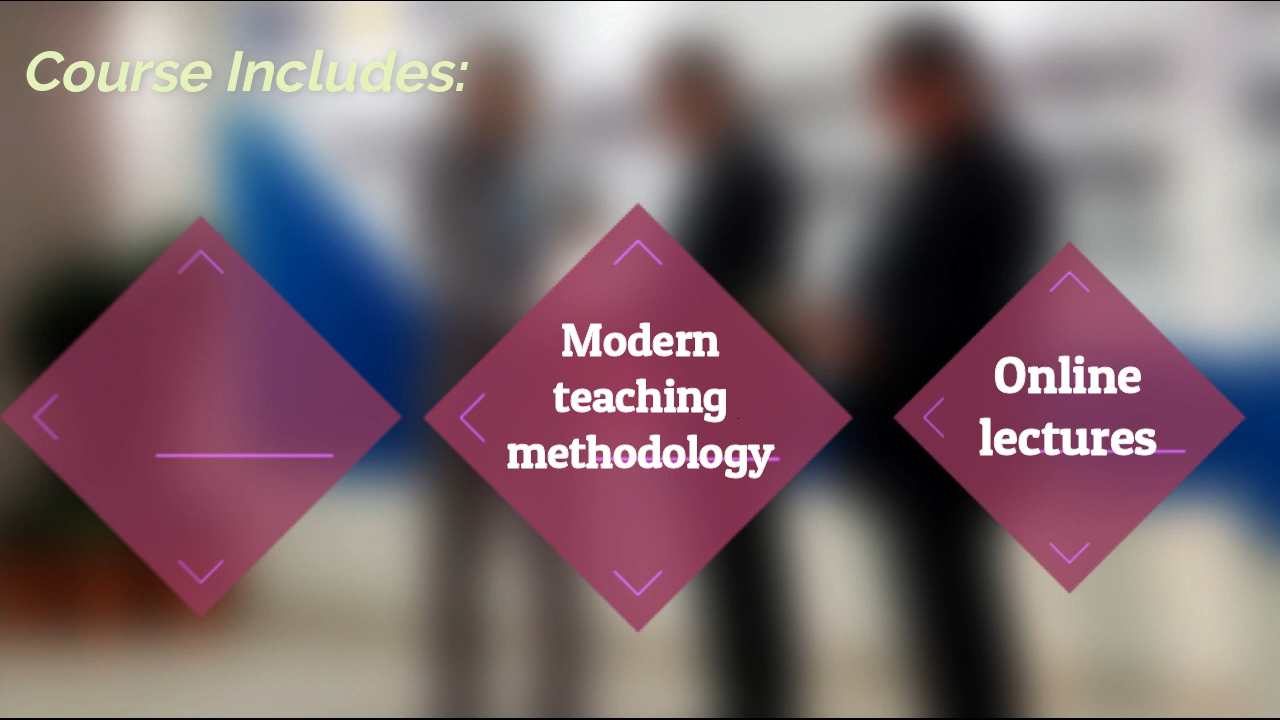 Course Includes:
Modern
teaching
methodology
Online
lectures